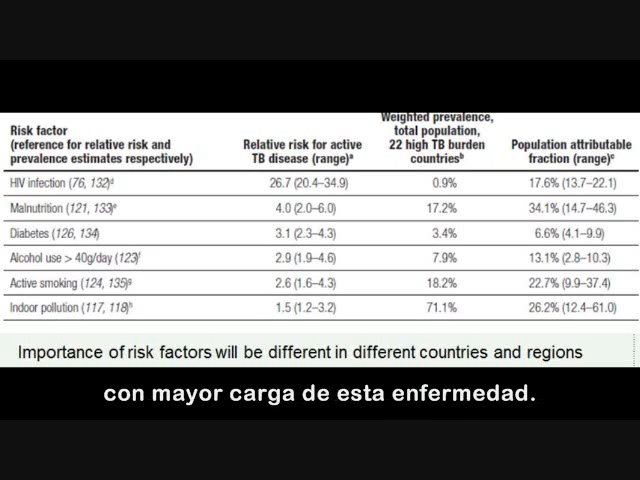 Risk factor
(reference for relative risk and
prevalence estimates respectively)
Relative risk for active
TB disease (range)ᵃ
Weighted prevalence,
total population,
22 high TB burden
countriesᵇ
Population attributable
fraction (range)ᶜ
HIV infection (76, 132)ᵈ 26.7 (20.4–34.9) 0.9% 17.6% (13.7–22.1)
Malnutrition (121, 133)ᵉ 4.0 (2.0–6.0) 17.2% 34.1% (14.7–46.3)
Diabetes (126, 134) 3.1 (2.3–4.3) 3.4% 6.6% (4.1–9.9)
Alcohol use > 40g/day (123)ᶠ 2.9 (1.9–4.6) 7.9% 13.1% (2.8–10.3)
Active smoking (124, 135)ᵍ 2.6 (1.6–4.3) 18.2% 22.7% (9.9–37.4)
Indoor pollution (117, 118)ʰ 1.5 (1.2–3.2) 71.1% 26.2% (12.4–61.0)
Importance of risk factors will be different in different countries and regions
con mayor carga de esta enfermedad.